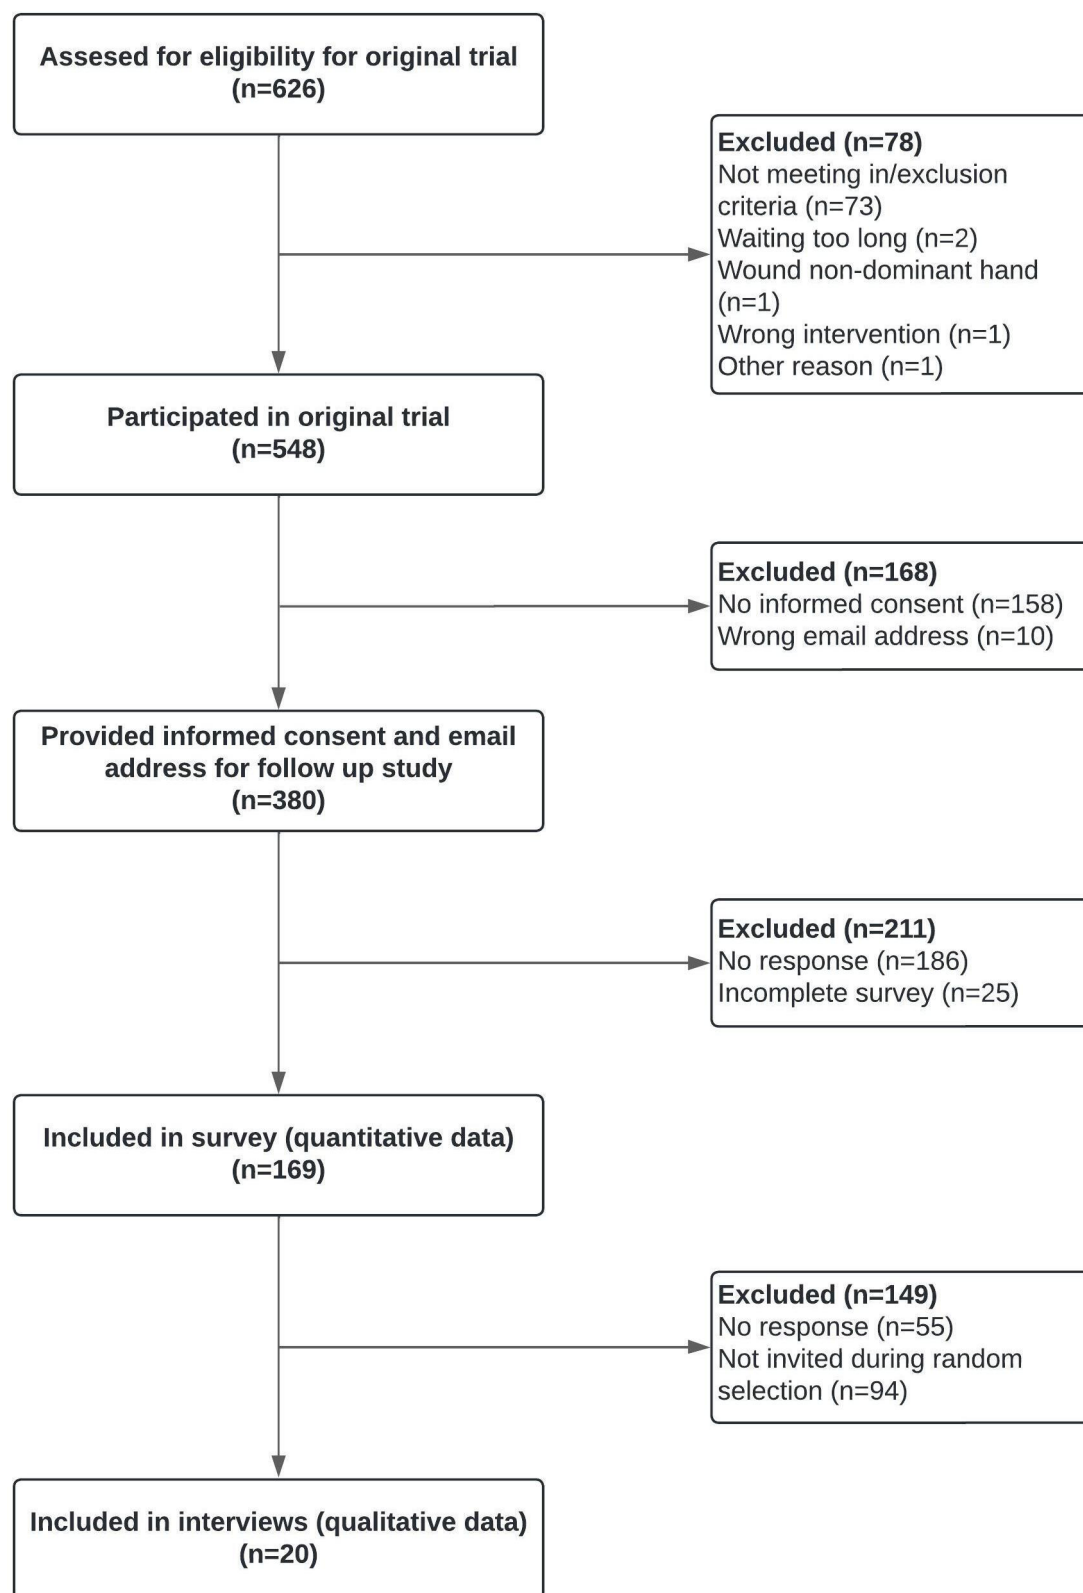 Assesed for eligibility for original trial
(n=626)
Excluded (n=78)
Not meeting in/exclusion
criteria (n=73)
Waiting too long (n=2)
Wound non-dominant hand
(n=1)
Wrong intervention (n=1)
Other reason (n=1)
Participated in original trial
(n=548)
Excluded (n=168)
No informed consent (n=158)
Wrong email address (n=10)
Provided informed consent and email
address for follow up study
(n=380)
Excluded (n=211)
No response (n=186)
Incomplete survey (n=25)
Included in survey (quantitative data)
(n=169)
Excluded (n=149)
No response (n=55)
Not invited during random
selection (n=94)
Included in interviews (qualitative data)
(n=20)